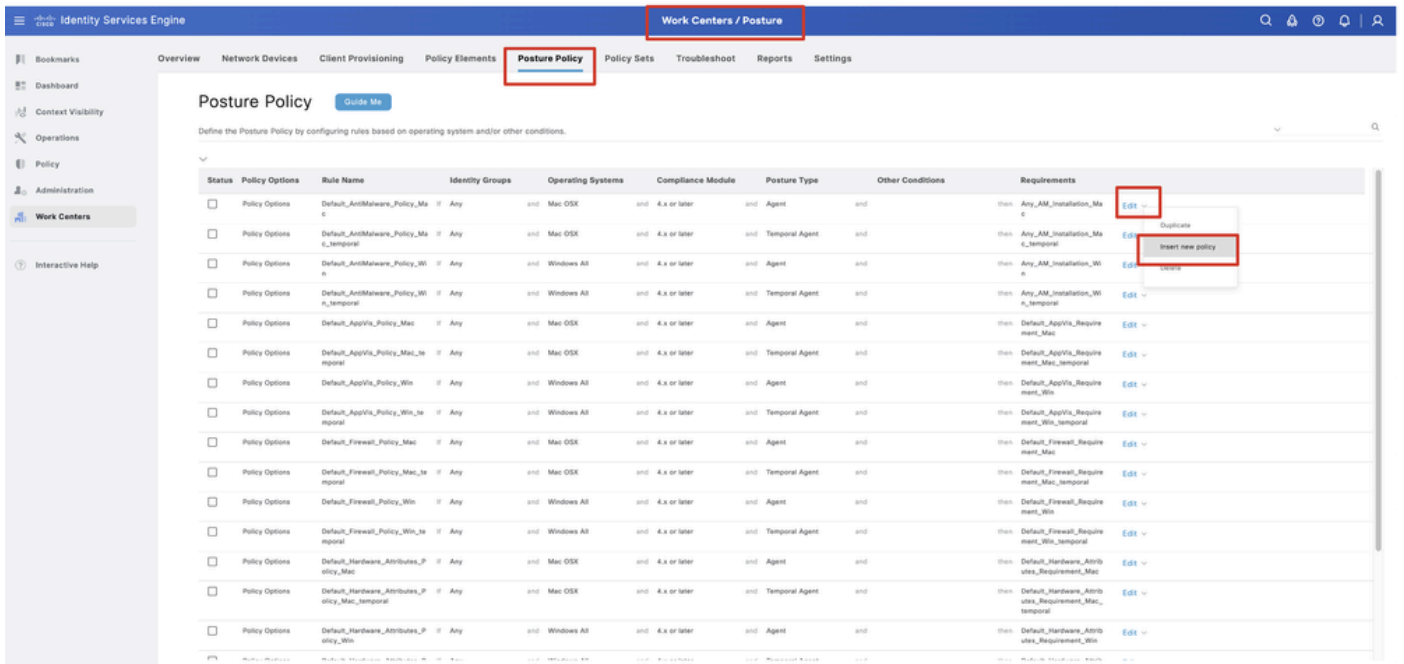 cisco Identity Services Engine
Work Centers / Posture
Bookmarks
Dashboard
Context Visibility
Operations
Policy
Administration
Work Centers
Interactive Help
Overview Network Devices Client Provisioning Policy Elements Posture Policy Policy Sets Troubleshoot Reports Settings
Posture Policy Guide Me
Define the Posture Policy by configuring rules based on operating system and/or other conditions.
Status Policy Options Rule Name Identity Groups Operating Systems Compliance Module Posture Type Other Conditions Requirements
Policy Options Default_AntiMalware_Policy_Ma If Any and Mac OSX and 4.x or later and Agent and then Any_AM_Installation_Ma Edit
c c
Duplicate
Insert new policy
Delete
Policy Options Default_AntiMalware_Policy_Ma If Any and Mac OSX and 4.x or later and Temporal Agent and then Any_AM_Installation_Ma Edit
c_temporal c_temporal
Policy Options Default_AntiMalware_Policy_Wi If Any and Windows All and 4.x or later and Agent and then Any_AM_Installation_Wi Edit
n n
Policy Options Default_AntiMalware_Policy_Wi If Any and Windows All and 4.x or later and Temporal Agent and then Any_AM_Installation_Wi Edit
n_temporal n_temporal
Policy Options Default_AppVis_Policy_Mac If Any and Mac OSX and 4.x or later and Agent and then Default_AppVis_Require Edit
ment_Mac
Policy Options Default_AppVis_Policy_Mac_te If Any and Mac OSX and 4.x or later and Temporal Agent and then Default_AppVis_Require Edit
mporal ment_Mac_temporal
Policy Options Default_AppVis_Policy_Win If Any and Windows All and 4.x or later and Agent and then Default_AppVis_Require Edit
ment_Win
Policy Options Default_AppVis_Policy_Win_te If Any and Windows All and 4.x or later and Temporal Agent and then Default_AppVis_Require Edit
mporal ment_Win_temporal
Policy Options Default_Firewall_Policy_Mac If Any and Mac OSX and 4.x or later and Agent and then Default_Firewall_Require Edit
ment_Mac
Policy Options Default_Firewall_Policy_Mac_te If Any and Mac OSX and 4.x or later and Temporal Agent and then Default_Firewall_Require Edit
mporal ment_Mac_temporal
Policy Options Default_Firewall_Policy_Win If Any and Windows All and 4.x or later and Agent and then Default_Firewall_Require Edit
ment_Win
Policy Options Default_Firewall_Policy_Win_te If Any and Windows All and 4.x or later and Temporal Agent and then Default_Firewall_Require Edit
mporal ment_Win_temporal
Policy Options Default_Hardware_Attributes_P If Any and Mac OSX and 4.x or later and Agent and then Default_Hardware_Attrib Edit
olicy_Mac utes_Requirement_Mac
Policy Options Default_Hardware_Attributes_P If Any and Mac OSX and 4.x or later and Temporal Agent and then Default_Hardware_Attrib Edit
olicy_Mac_temporal utes_Requirement_Mac_
temporal
Policy Options Default_Hardware_Attributes_P If Any and Windows All and 4.x or later and Agent and then Default_Hardware_Attrib Edit
olicy_Win utes_Requirement_Win